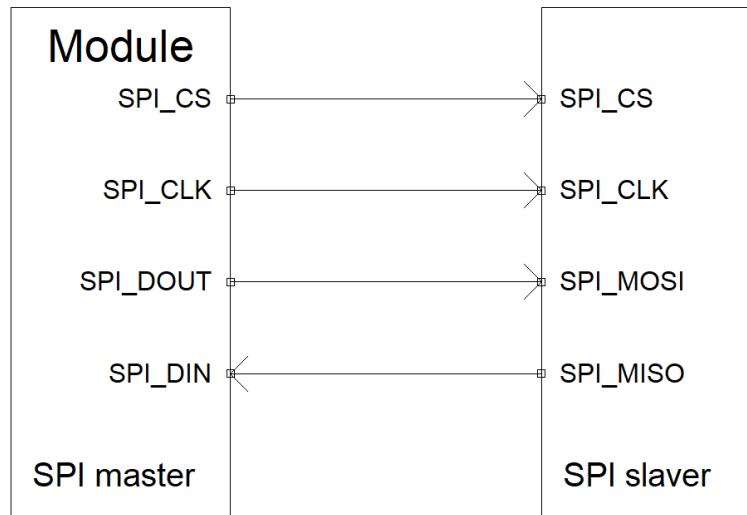 Module
SPI_CS
SPI_CS
SPI_CLK
SPI_CLK
SPI_DOUT
SPI_MOSI
SPI_DIN
SPI_MISO
SPI master
SPI slaver